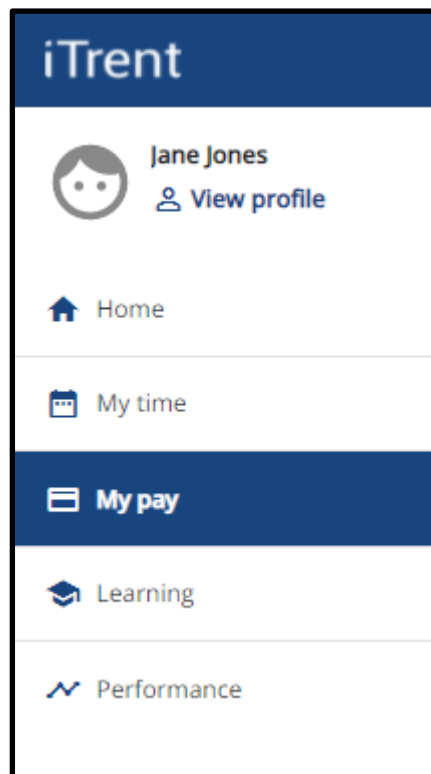 iTrent
Jane Jones
View profile
Home
My time
My pay
Learning
Performance